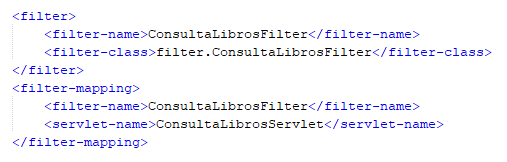 <filter>
    <filter-name>ConsultaLibrosFilter</filter-name>
    <filter-class>filter.ConsultaLibrosFilter</filter-class>
</filter>
<filter-mapping>
    <filter-name>ConsultaLibrosFilter</filter-name>
    <servlet-name>ConsultaLibrosServlet</servlet-name>
</filter-mapping>